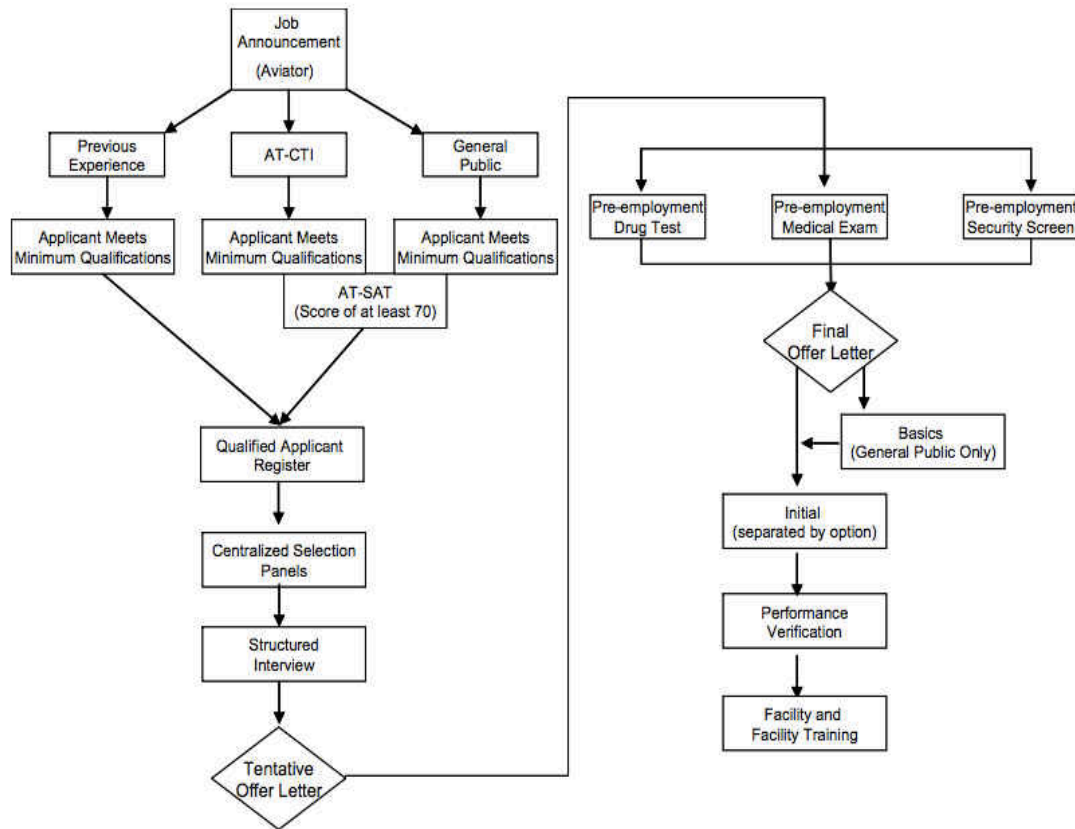 Job
Announcement
(Aviator)
Previous
Experience
AT-CTI
General
Public
Applicant Meets
Minimum Qualifications
Applicant Meets
Minimum Qualifications
Applicant Meets
Minimum Qualifications
AT-SAT
(Score of at least 70)
Qualified Applicant
Register
Centralized Selection
Panels
Structured
Interview
Tentative
Offer Letter
Pre-employment
Drug Test
Pre-employment
Medical Exam
Pre-employment
Security Screen
Final
Offer Letter
Basics
(General Public Only)
Initial
(separated by option)
Performance
Verification
Facility and
Facility Training